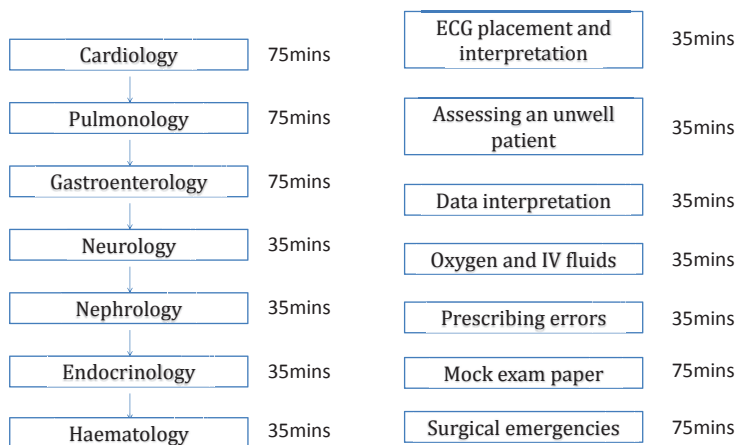 Cardiology 75mins
Pulmonology 75mins
Gastroenterology 75mins
Neurology 35mins
Nephrology 35mins
Endocrinology 35mins
Haematology 35mins
ECG placement and
interpretation 35mins
Assessing an unwell
patient 35mins
Data interpretation 35mins
Oxygen and IV fluids 35mins
Prescribing errors 35mins
Mock exam paper 75mins
Surgical emergencies 75mins